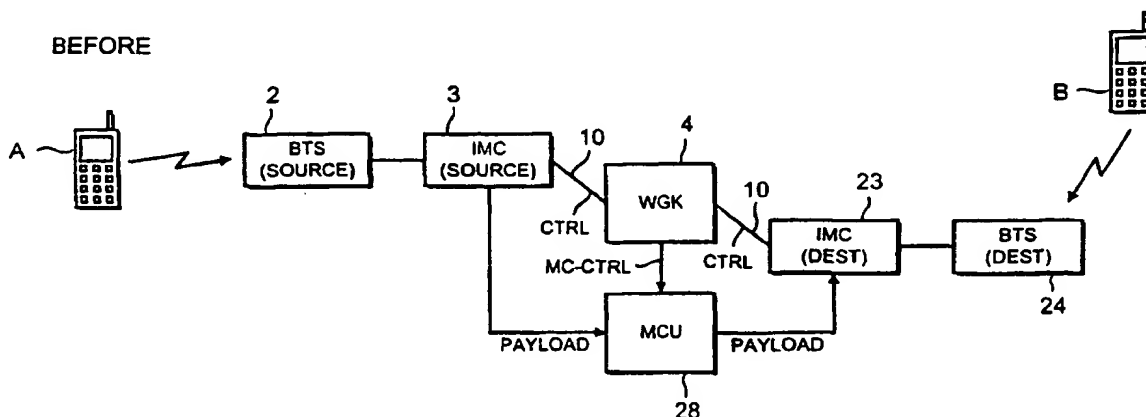 BEFORE
A
2
BTS
(SOURCE)
3
IMC
(SOURCE)
10
CTRL
4
WGK
MC-CTRL
10
CTRL
23
IMC
(DEST)
BTS
(DEST)
24
B
PAYLOAD
MCU
28
PAYLOAD